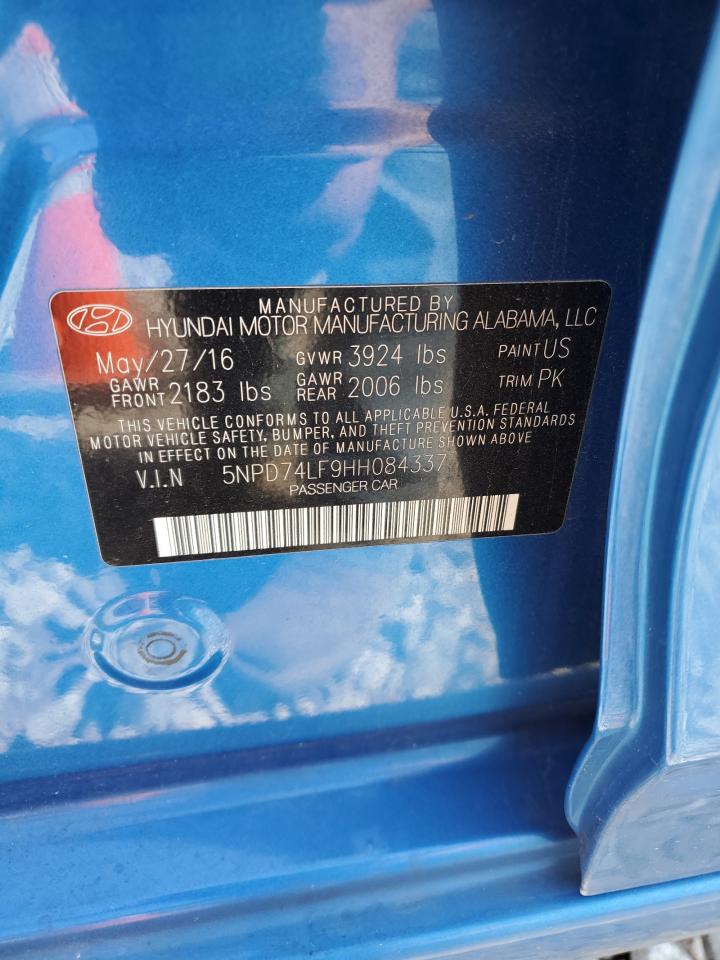 MANUFACTURED BY
HYUNDAI MOTOR MANUFACTURING ALABAMA, LLC
May/27/16 GVWR 3924 lbs PAINT US
GAWR FRONT 2183 lbs GAWR REAR 2006 lbs TRIM PK
THIS VEHICLE CONFORMS TO ALL APPLICABLE U.S.A. FEDERAL
MOTOR VEHICLE SAFETY, BUMPER, AND THEFT PREVENTION STANDARDS
IN EFFECT ON THE DATE OF MANUFACTURE SHOWN ABOVE
V.I.N 5NPD74LF9HH084337
PASSENGER CAR